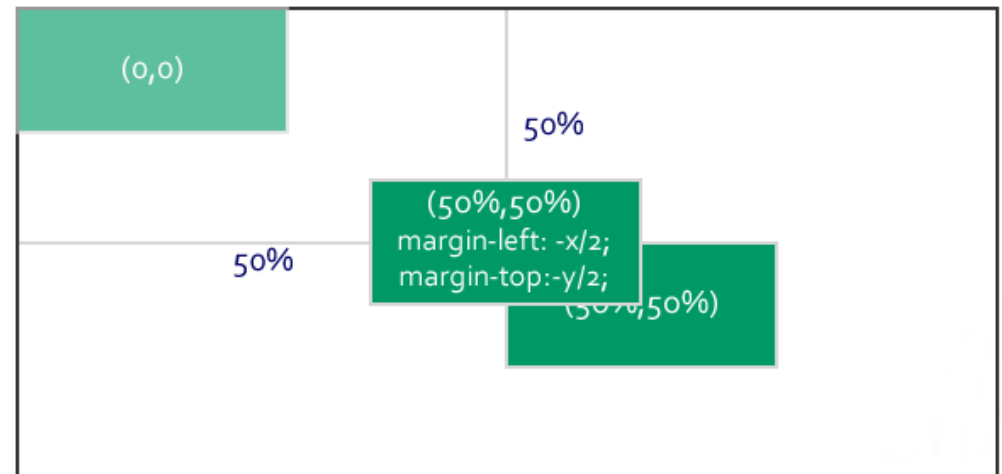 (0,0)
50%
(50%,50%)
margin-left: -x/2;
margin-top:-y/2;
50%
(50%,50%)